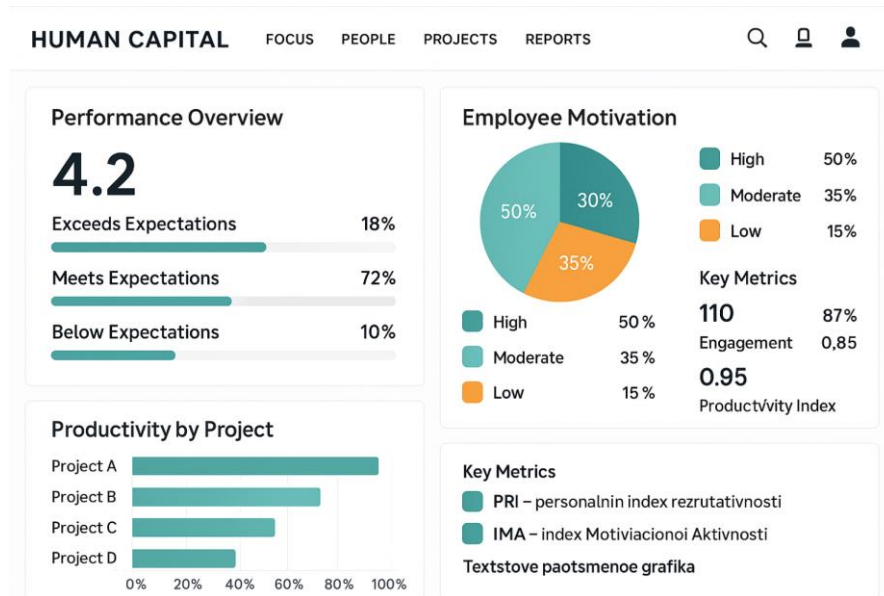 HUMAN CAPITAL FOCUS PEOPLE PROJECTS REPORTS
Performance Overview
4.2
Exceeds Expectations 18%
Meets Expectations 72%
Below Expectations 10%
Employee Motivation
50% 30%
35%
High 50%
Moderate 35%
Low 15%
High 50%
Moderate 35%
Low 15%
Key Metrics
110 87%
Engagement 0,85
0.95
Productvity Index
Productivity by Project
Project A
Project B
Project C
Project D
0% 20% 40% 60% 80% 100%
Key Metrics
PRI – personalnin index rezrutativnosti
IMA – index Motiviacionoi Aktivnosti
Textstove paotsmenoe grafika